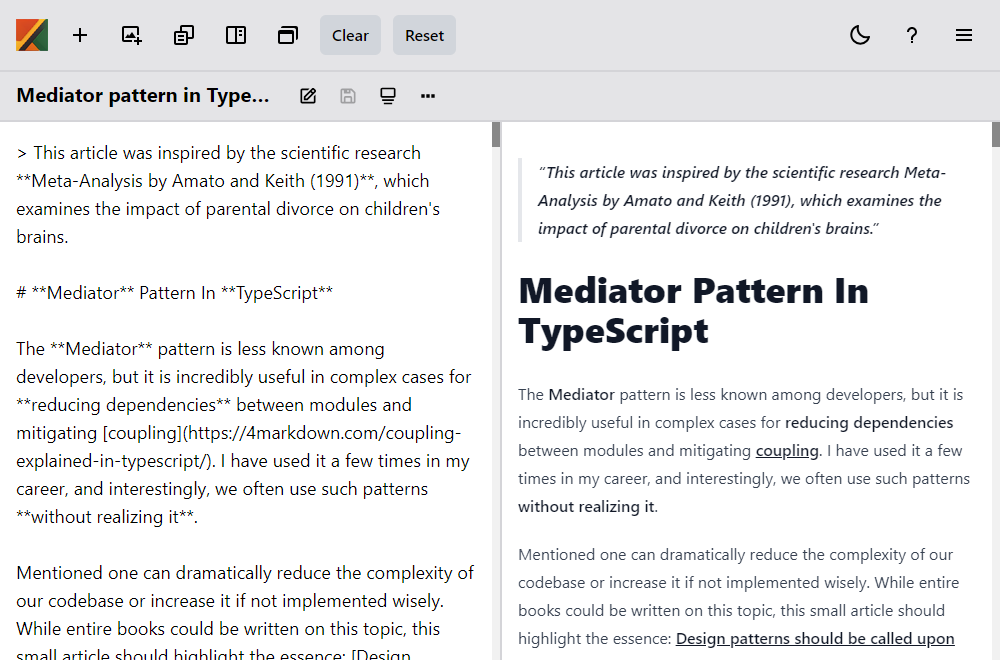 Clear
Reset
Mediator pattern in Type...
> This article was inspired by the scientific research
**Meta-Analysis by Amato and Keith (1991)**, which
examines the impact of parental divorce on children's
brains.
# **Mediator** Pattern In **TypeScript**
The **Mediator** pattern is less known among
developers, but it is incredibly useful in complex cases for
**reducing dependencies** between modules and
mitigating [coupling](https://4markdown.com/coupling-
explained-in-typescript/). I have used it a few times in my
career, and interestingly, we often use such patterns
**without realizing it**.
Mentioned one can dramatically reduce the complexity of
our codebase or increase it if not implemented wisely.
While entire books could be written on this topic, this
small article should highlight the essence: [Design
"This article was inspired by the scientific research Meta-
Analysis by Amato and Keith (1991), which examines the
impact of parental divorce on children's brains."
Mediator Pattern In
TypeScript
The Mediator pattern is less known among developers, but it is
incredibly useful in complex cases for reducing dependencies
between modules and mitigating coupling. I have used it a few
times in my career, and interestingly, we often use such patterns
without realizing it.
Mentioned one can dramatically reduce the complexity of our
codebase or increase it if not implemented wisely. While entire
books could be written on this topic, this small article should
highlight the essence: Design patterns should be called upon